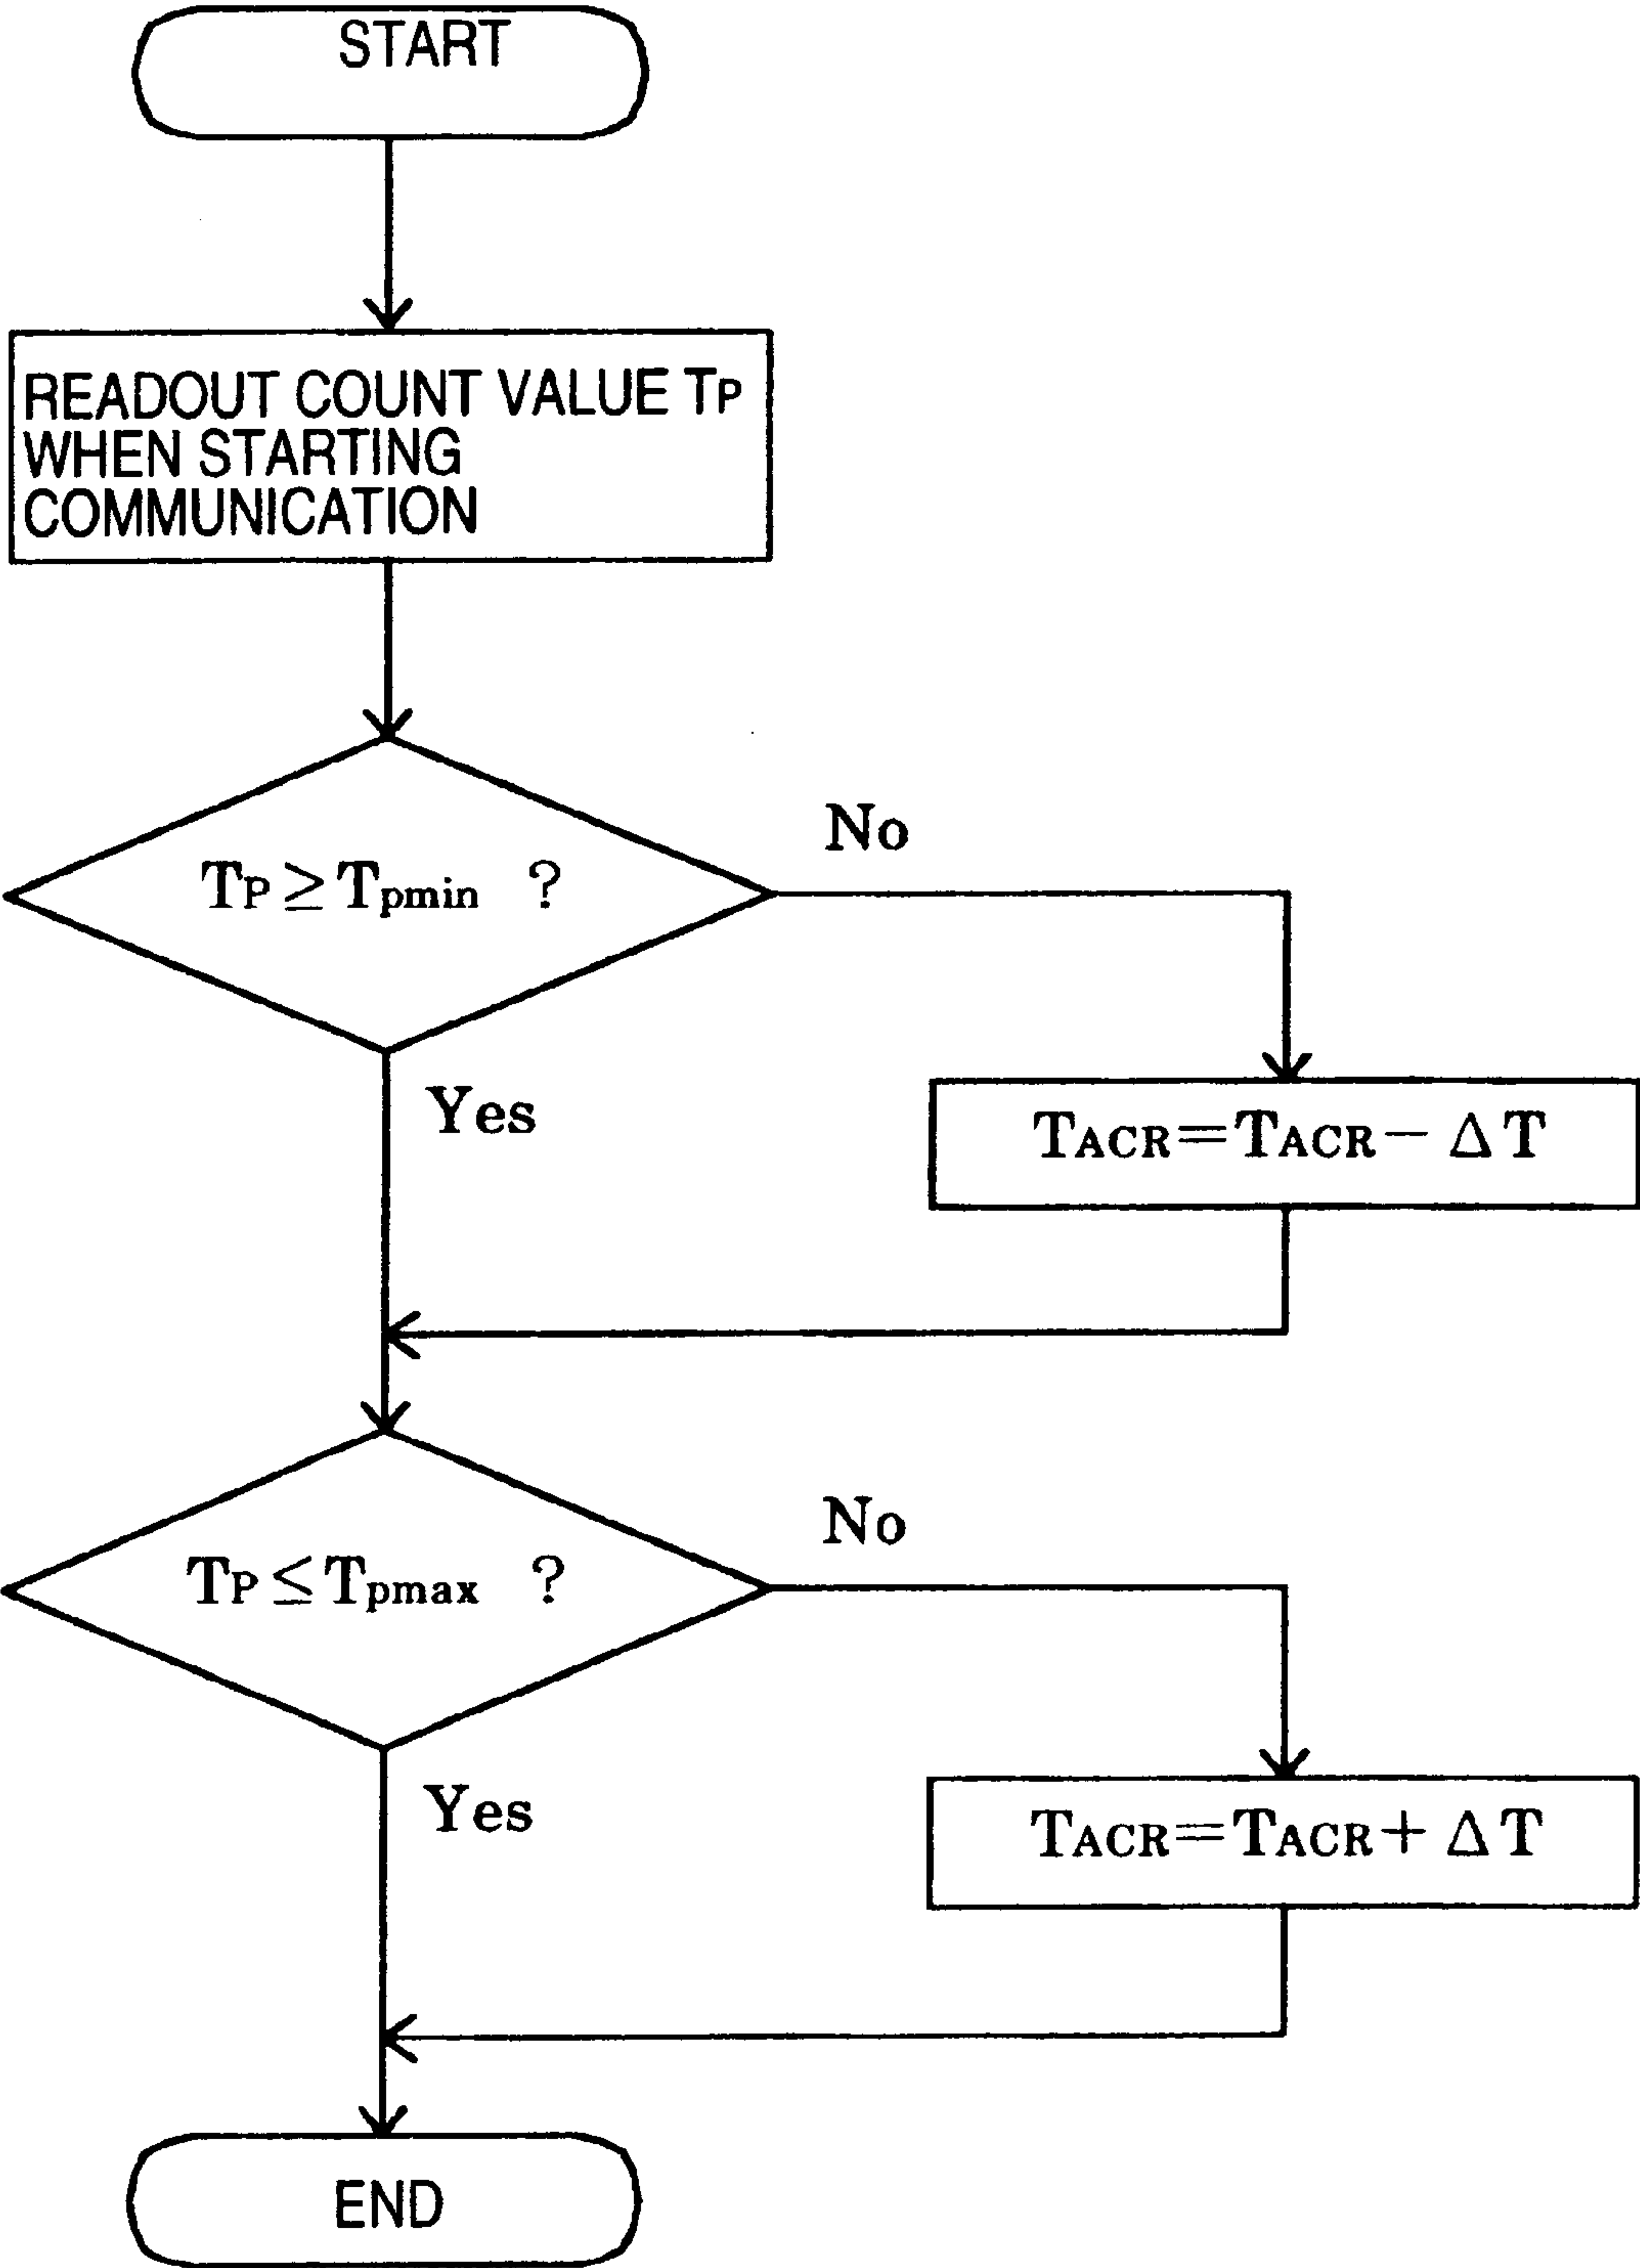 START
READOUT COUNT VALUE TP
WHEN STARTING
COMMUNICATION
TP ≧ Tpmin ?
No
Yes
TACR=TACR− ΔT
TP ≦ Tpmax ?
No
Yes
TACR=TACR+ ΔT
END